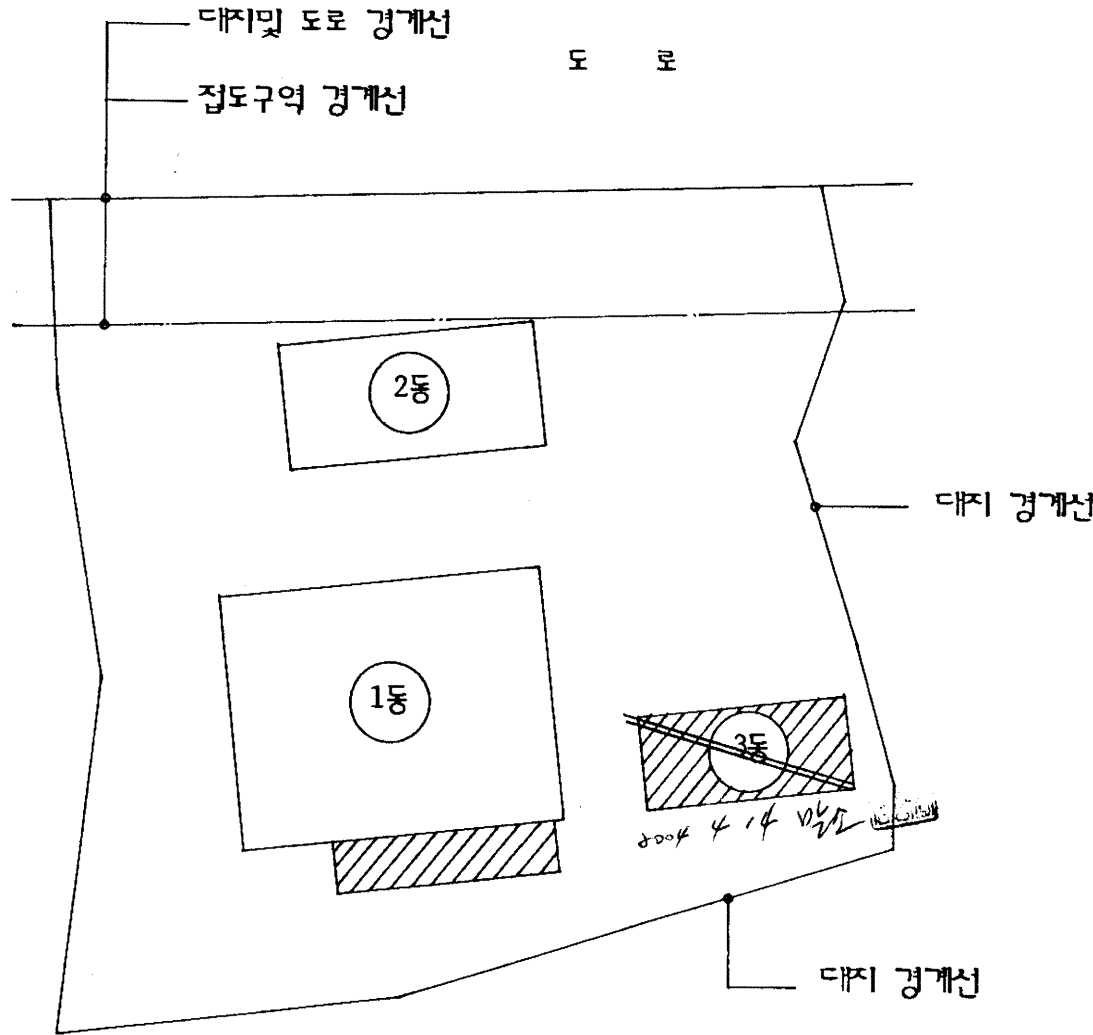 대지및 도로 경계선
도 로
접도구역 경계선
2동
대지 경계선
1동
3동
2004 4 14 말소
대지 경계선